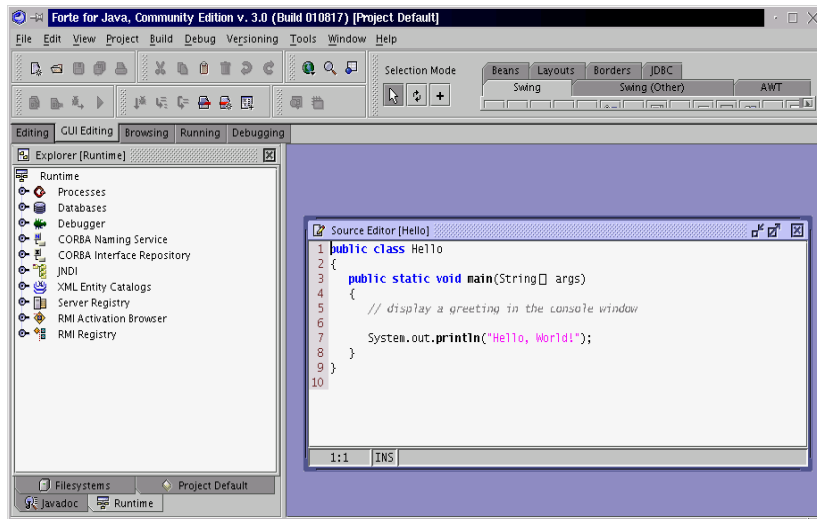 Forte for Java, Community Edition v. 3.0 (Build 010817) [Project Default]
File Edit View Project Build Debug Versioning Tools Window Help
Selection Mode
Beans Layouts Borders JDBC
Swing Swing (Other) AWT
Editing GUI Editing Browsing Running Debugging
Explorer [Runtime]
Runtime
Processes
Databases
Debugger
CORBA Naming Service
CORBA Interface Repository
JNDI
XML Entity Catalogs
Server Registry
RMI Activation Browser
RMI Registry
Filesystems Project Default
Javadoc Runtime
Source Editor [Hello]
1 public class Hello
2 {
3 public static void main(String[] args)
4 {
5 // display a greeting in the console window
6
7 System.out.println("Hello, World!");
8 }
9 }
10
1:1 INS